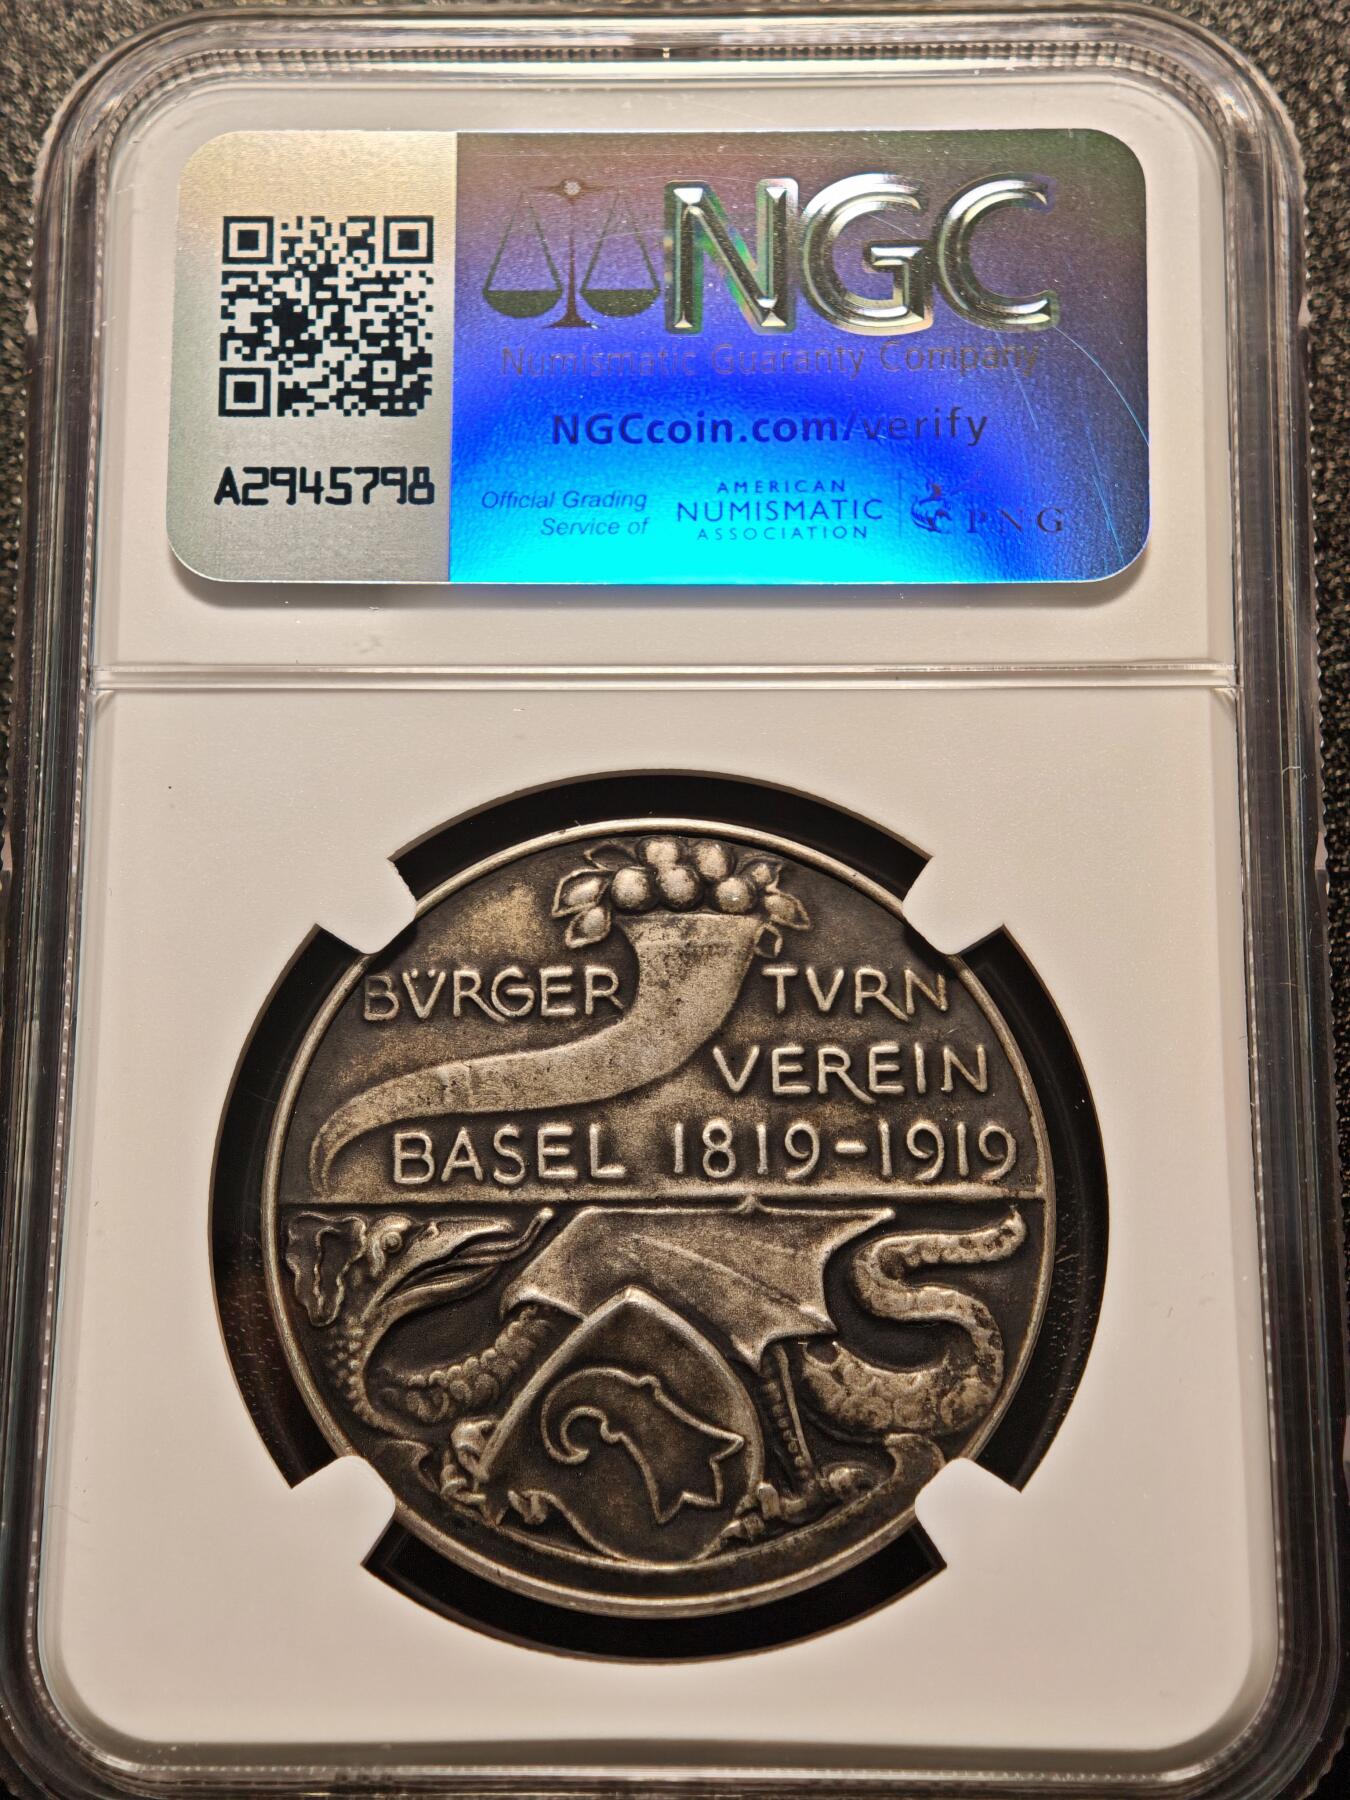 NGC
Numismatic Guaranty Company
NGCcoin.com/verify
A2945798
Official Grading
Service of
AMERICAN
NUMISMATIC
ASSOCIATION
PNG
BÜRGER TVRN
VEREIN
BASEL 1819-1919